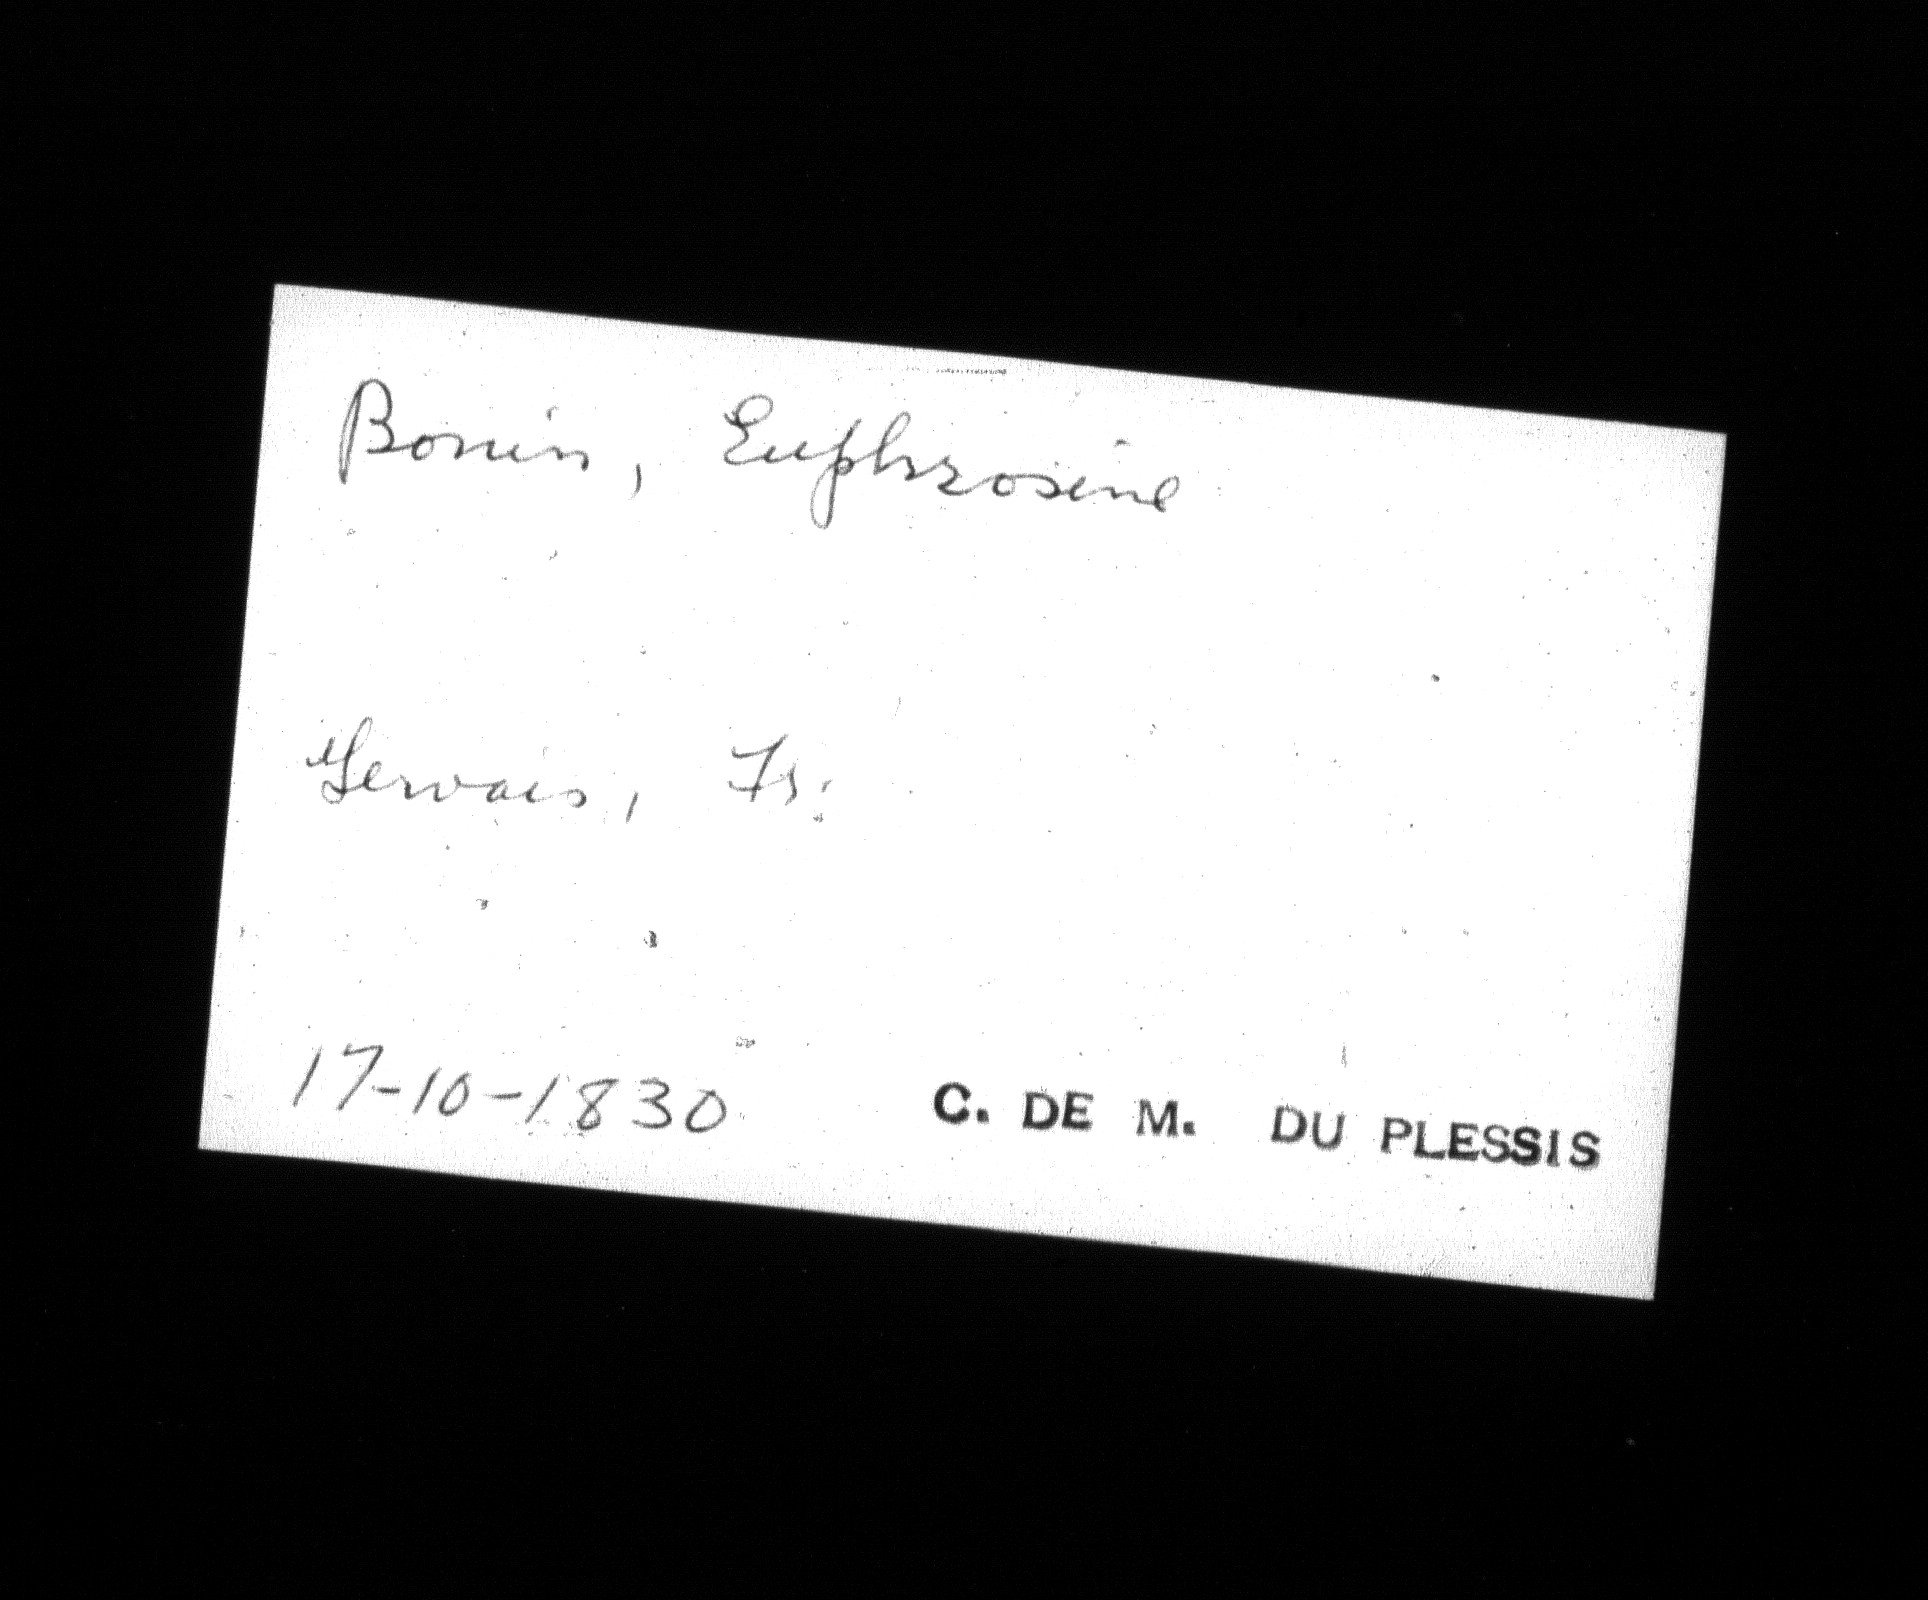 Bonin, Euphrosine
Gervais, Fs.
17-10-1830 C. DE M. DU PLESSIS